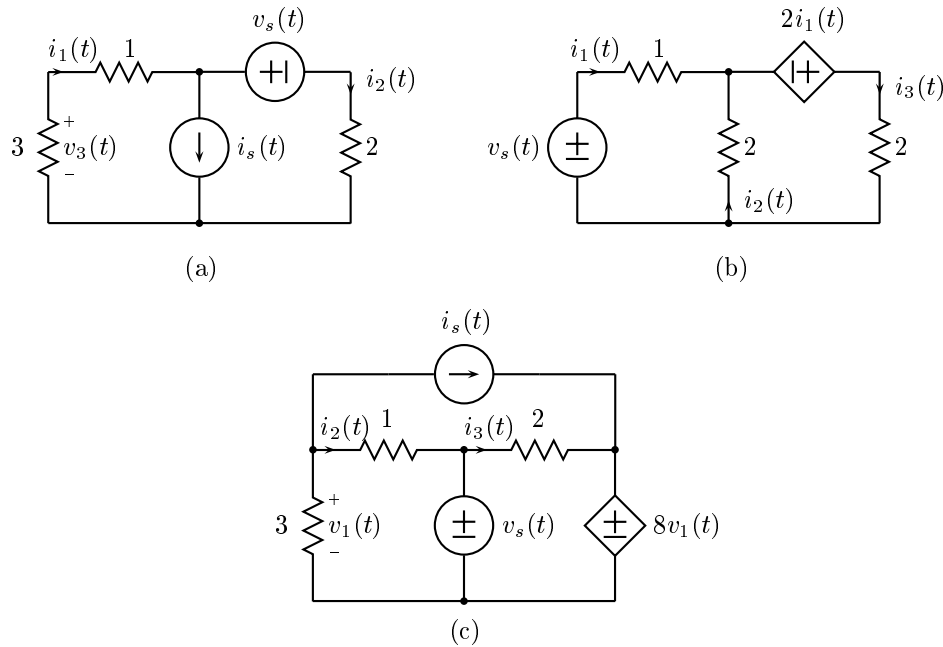 v_s(t) 2i_1(t)
i_1(t) 1 i_2(t) i_1(t) 1 i_3(t)
3 + v_3(t) - i_s(t) 2 v_s(t) ± 2 +
i_2(t) 2
(a) (b)
i_s(t)
i_2(t) 1 i_3(t) 2
3 + v_1(t) - ± v_s(t) ± 8v_1(t)
(c)